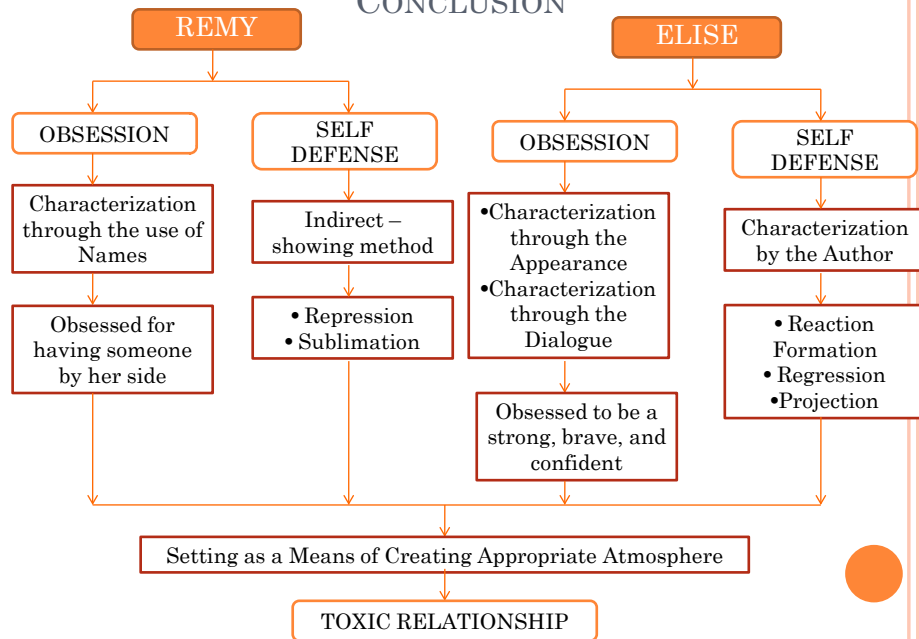 CONCLUSION
REMY
ELISE
OBSESSION
SELF
DEFENSE
OBSESSION
SELF
DEFENSE
Characterization
through the use of
Names
Indirect –
showing method
•Characterization
through the
Appearance
•Characterization
through the
Dialogue
Characterization
by the Author
Obsessed for
having someone
by her side
• Repression
• Sublimation
Obsessed to be a
strong, brave, and
confident
• Reaction
Formation
• Regression
•Projection
Setting as a Means of Creating Appropriate Atmosphere
TOXIC RELATIONSHIP